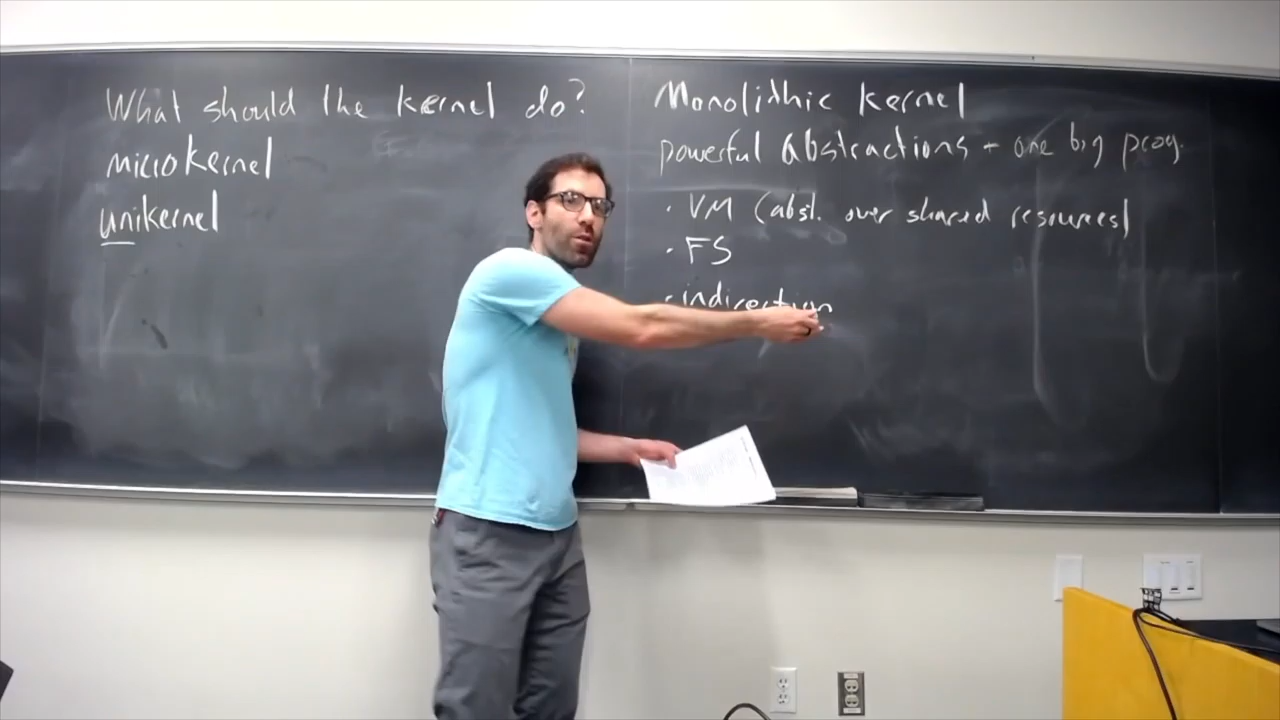 What should the kernel do?
microkernel
unikernel
Monolithic kernel
powerful abstractions - one big prog.
· VM (abst. over shared resources)
· FS
· indirection